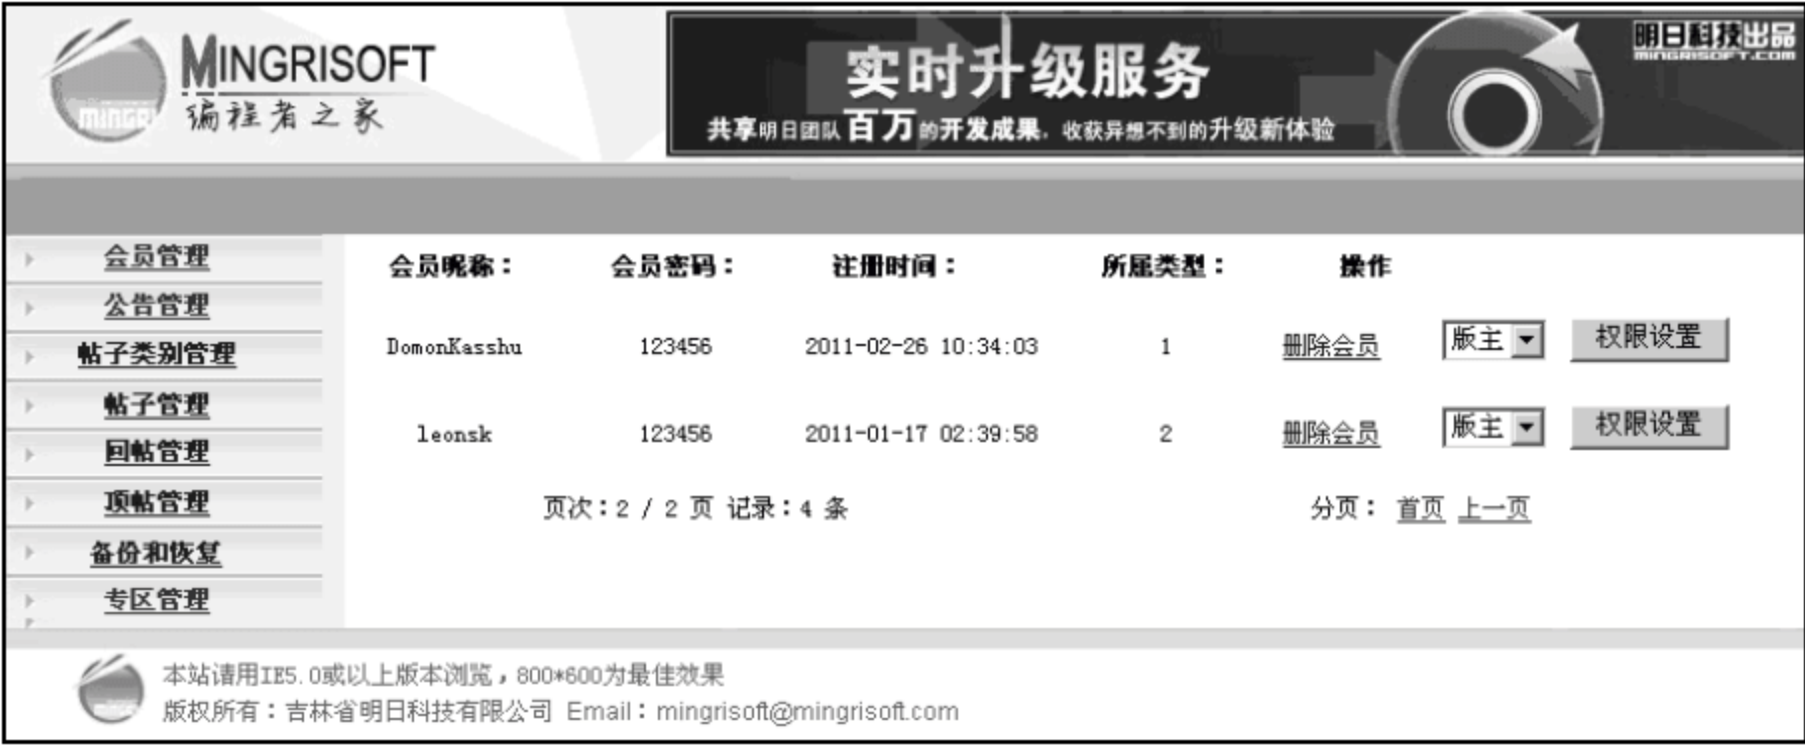 MINGRISOFT
编程者之家
MINGRI
实时升级服务
共享明日团队百万的开发成果，收获异想不到的升级新体验
明日科技出品
MINGRISOFT.COM
会员管理
公告管理
帖子类别管理
帖子管理
回帖管理
顶帖管理
备份和恢复
专区管理
会员昵称： 会员密码： 注册时间： 所属类型： 操作
DomonKasshu 123456 2011-02-26 10:34:03 1 删除会员 版主 权限设置
leonsk 123456 2011-01-17 02:39:58 2 删除会员 版主 权限设置
页次：2 / 2 页 记录：4 条 分页： 首页 上一页
本站请用IE5.0或以上版本浏览，800*600为最佳效果
版权所有：吉林省明日科技有限公司 Email：mingrisoft@mingrisoft.com